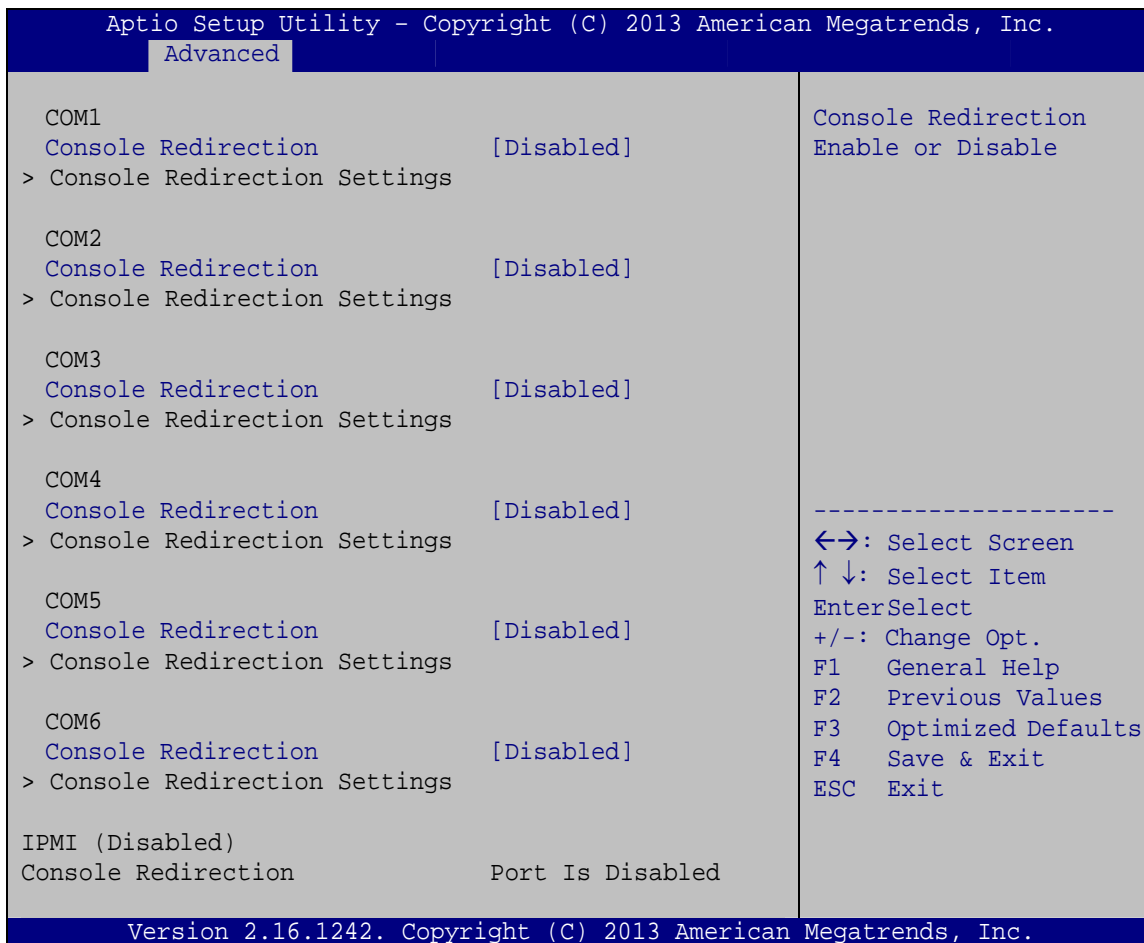 Aptio Setup Utility – Copyright (C) 2013 American Megatrends, Inc.
Advanced
COM1
Console Redirection [Disabled]
> Console Redirection Settings
COM2
Console Redirection [Disabled]
> Console Redirection Settings
COM3
Console Redirection [Disabled]
> Console Redirection Settings
COM4
Console Redirection [Disabled]
> Console Redirection Settings
COM5
Console Redirection [Disabled]
> Console Redirection Settings
COM6
Console Redirection [Disabled]
> Console Redirection Settings
IPMI (Disabled)
Console Redirection Port Is Disabled
Console Redirection
Enable or Disable
---------------------
←→: Select Screen
↑ ↓: Select Item
EnterSelect
+/-: Change Opt.
F1 General Help
F2 Previous Values
F3 Optimized Defaults
F4 Save & Exit
ESC Exit
Version 2.16.1242. Copyright (C) 2013 American Megatrends, Inc.